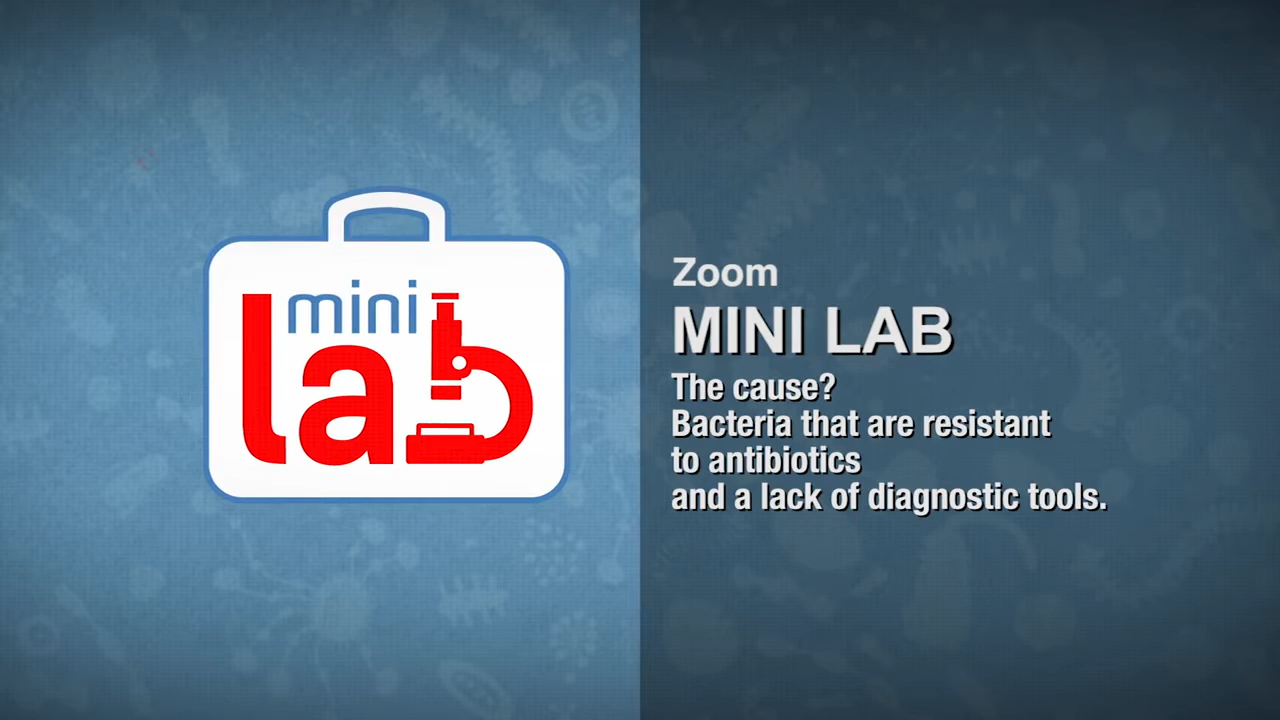 mini
lab
Zoom
MINI LAB
The cause?
Bacteria that are resistant
to antibiotics
and a lack of diagnostic tools.